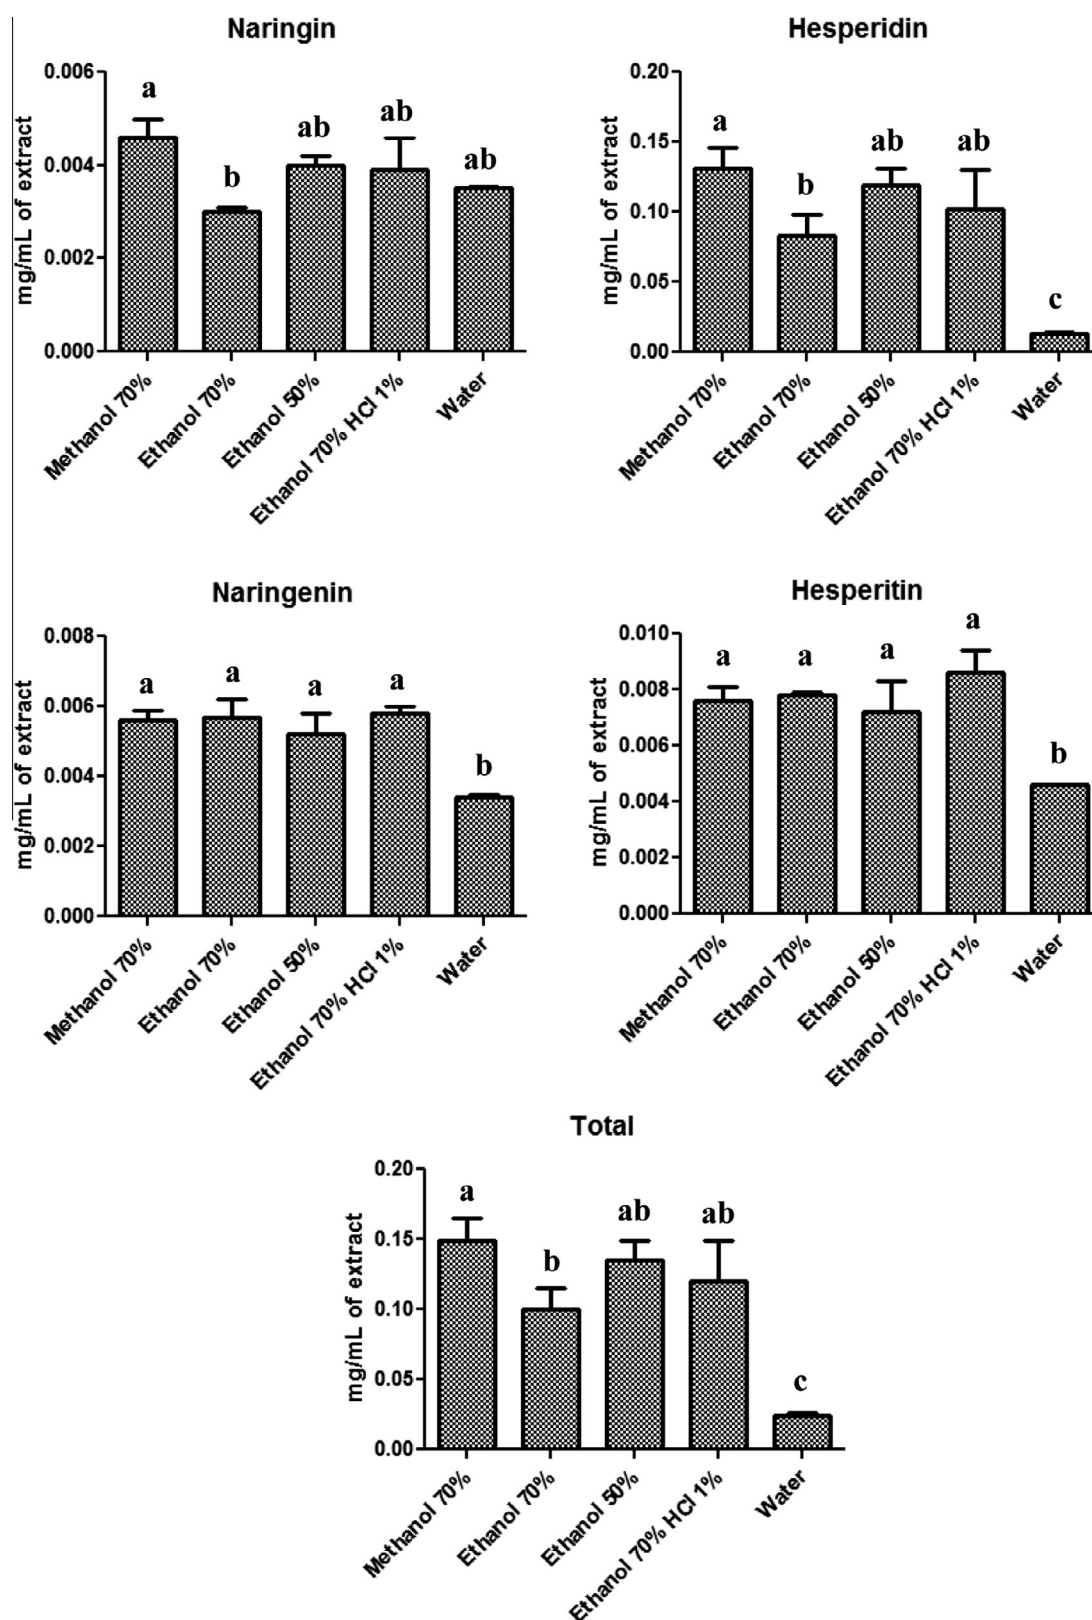 Naringin
mg/mL of extract
0.006
0.004
0.002
0.000
a
b
ab
ab
ab
Methanol 70%
Ethanol 70%
Ethanol 50%
Ethanol 70% HCl 1%
Water
Hesperidin
mg/mL of extract
0.20
0.15
0.10
0.05
0.00
a
b
ab
ab
c
Methanol 70%
Ethanol 70%
Ethanol 50%
Ethanol 70% HCl 1%
Water
Naringenin
mg/mL of extract
0.008
0.006
0.004
0.002
0.000
a
a
a
a
b
Methanol 70%
Ethanol 70%
Ethanol 50%
Ethanol 70% HCl 1%
Water
Hesperitin
mg/mL of extract
0.010
0.008
0.006
0.004
0.002
0.000
a
a
a
a
b
Methanol 70%
Ethanol 70%
Ethanol 50%
Ethanol 70% HCl 1%
Water
Total
mg/mL of extract
0.20
0.15
0.10
0.05
0.00
a
b
ab
ab
c
Methanol 70%
Ethanol 70%
Ethanol 50%
Ethanol 70% HCl 1%
Water